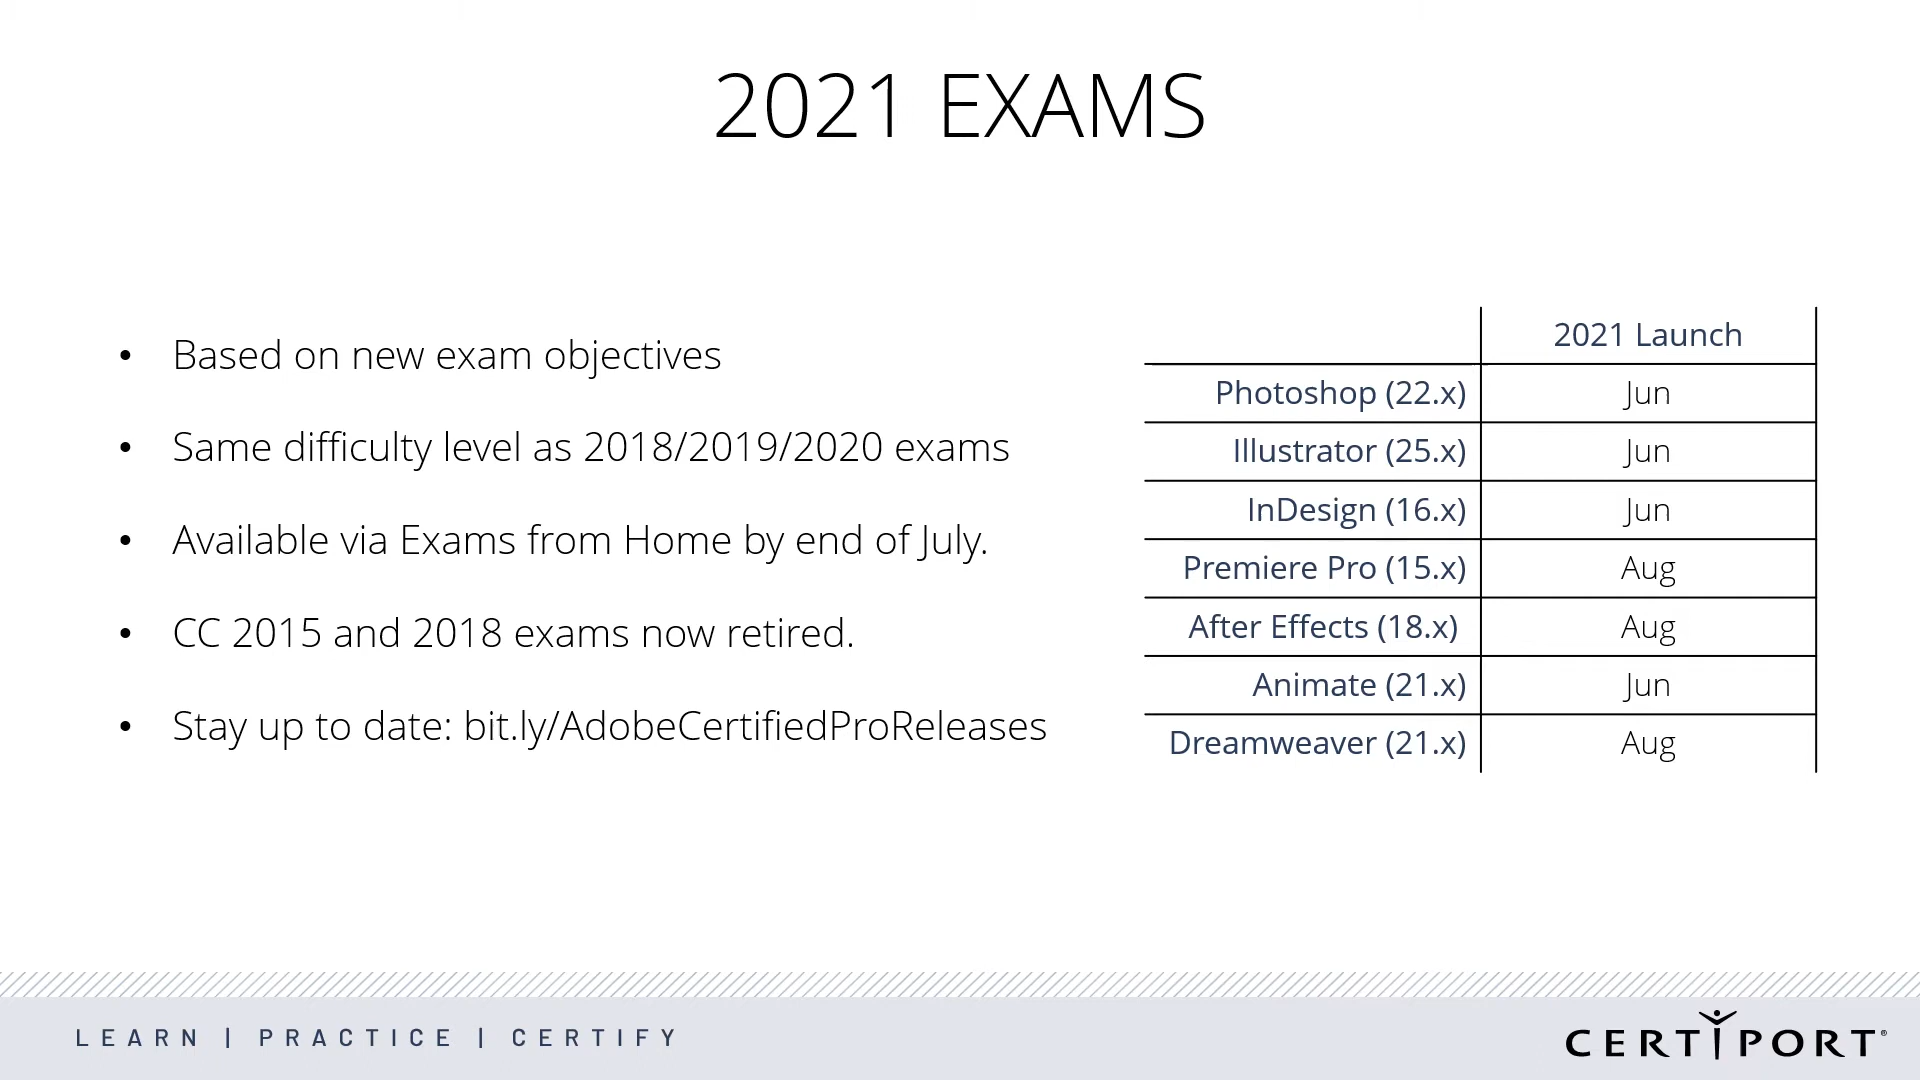 2021 EXAMS
• Based on new exam objectives
• Same difficulty level as 2018/2019/2020 exams
• Available via Exams from Home by end of July.
• CC 2015 and 2018 exams now retired.
• Stay up to date: bit.ly/AdobeCertifiedProReleases
2021 Launch
Photoshop (22.x) Jun
Illustrator (25.x) Jun
InDesign (16.x) Jun
Premiere Pro (15.x) Aug
After Effects (18.x) Aug
Animate (21.x) Jun
Dreamweaver (21.x) Aug
LEARN | PRACTICE | CERTIFY
CERTIPORT®